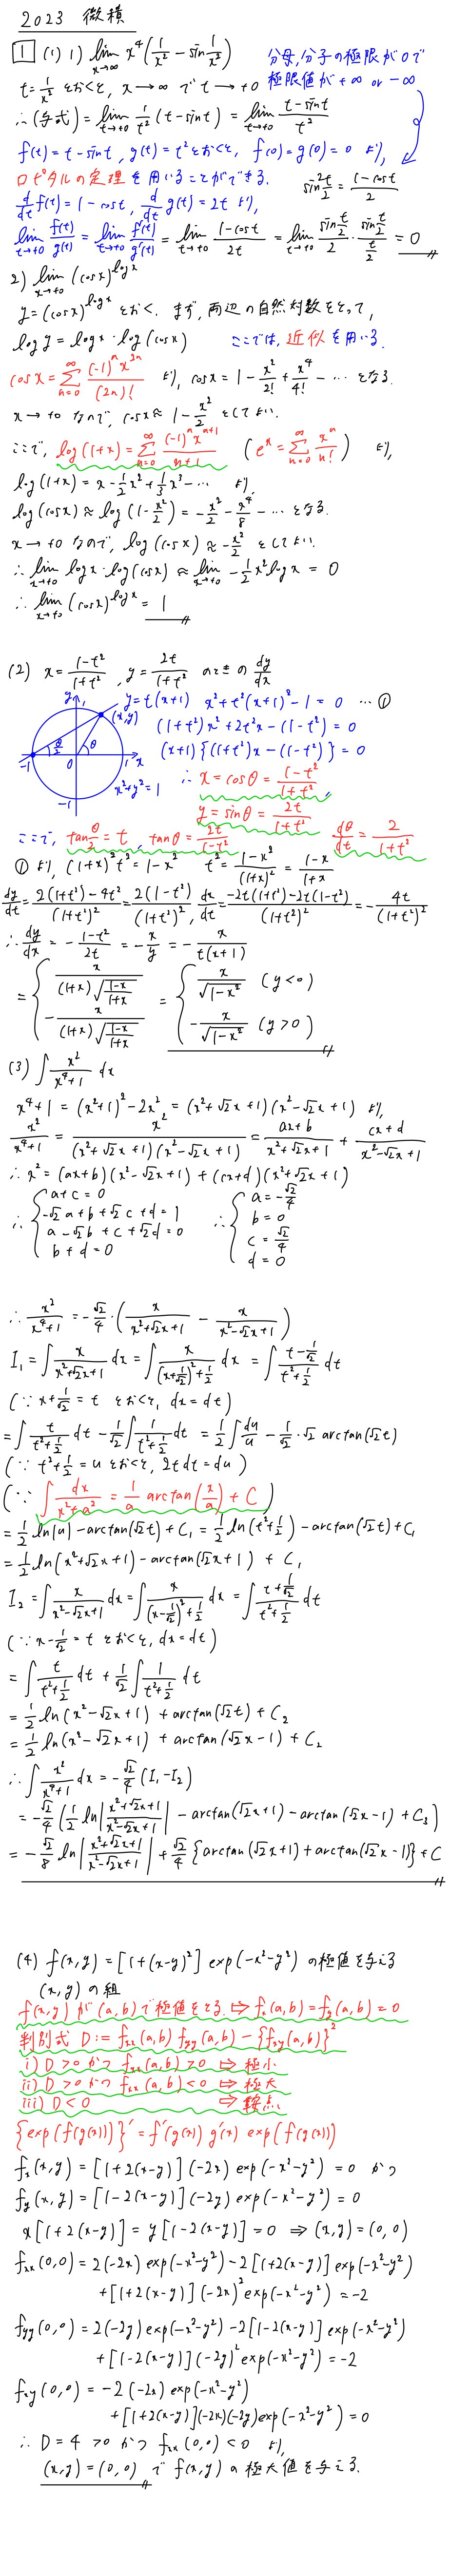 2023 微積
1 (1) 1) lim_{x→∞} x^4 (1/x^2 - sin 1/x^2)
分母,分子の極限が0で
極限値が+∞ or -∞
t = 1/x^2 とおくと, x→∞ で t→+0
∴ (与式) = lim_{t→+0} 1/t^2 (t - sin t) = lim_{t→+0} (t - sin t)/t^2
f(t) = t - sin t, g(t) = t^2 とおくと, f(0) = g(0) = 0 より,
ロピタルの定理を用いることができる.
sin^2 t/2 = (1 - cos t)/2
d/dt f(t) = 1 - cos t, d/dt g(t) = 2t より,
lim_{t→+0} f(t)/g(t) = lim_{t→+0} f'(t)/g'(t) = lim_{t→+0} (1 - cos t)/2t = lim_{t→+0} (sin t/2)/2 · (sin t/2)/(t/2) = 0
2) lim_{x→+0} (cos x)^{log x}
y = (cos x)^{log x} とおく. まず, 両辺の自然対数をとって,
log y = log x · log (cos x)
ここでは, 近似を用いる.
cos x = Σ_{n=0}^{∞} (-1)^n x^{2n}/(2n)! より, cos x = 1 - x^2/2! + x^4/4! - … となる.
x→+0 なので, cos x ≈ 1 - x^2/2 としてよい.
ここで, log (1+x) = Σ_{n=0}^{∞} (-1)^n x^{n+1}/(n+1) (e^x = Σ_{n=0}^{∞} x^n/n!) より,
log (1+x) = x - 1/2 x^2 + 1/3 x^3 - … より,
log (cos x) ≈ log (1 - x^2/2) = -x^2/2 - x^4/8 - … となる.
x→+0 なので, log (cos x) ≈ -x^2/2 としてよい.
∴ lim_{x→+0} log x · log (cos x) ≈ lim_{x→+0} -1/2 x^2 log x = 0
∴ lim_{x→+0} (cos x)^{log x} = 1
(2) x = (1-t^2)/(1+t^2), y = 2t/(1+t^2) のときの dy/dx
y 1 (x,y) θ/2 θ -1 0 1 x -1 x^2+y^2=1
y = t(x+1) x^2 + t^2(x+1)^2 - 1 = 0 … ①
(1+t^2)x^2 + 2t^2x - (1-t^2) = 0
(x+1){(1+t^2)x - (1-t^2)} = 0
∴ x = cos θ = (1-t^2)/(1+t^2),
y = sin θ = 2t/(1+t^2)
ここで, tan θ/2 = t, tan θ = 2t/(1-t^2) dθ/dt = 2/(1+t^2)
① より, (1+x)^2 t^2 = 1-x^2 t^2 = (1-x^2)/(1+x)^2 = (1-x)/(1+x)
dy/dt = (2(1+t^2) - 4t^2)/(1+t^2)^2 = 2(1-t^2)/(1+t^2)^2, dx/dt = (-2t(1+t^2) - 2t(1-t^2))/(1+t^2)^2 = -4t/(1+t^2)^2
∴ dy/dx = -(1-t^2)/2t = -x/y = -x/(t(x+1))
= { x/((1+x)√((1-x)/(1+x))) = { x/√(1-x^2) (y<0)
-x/((1+x)√((1-x)/(1+x))) -x/√(1-x^2) (y>0)
(3) ∫ x^2/(x^4+1) dx
x^4+1 = (x^2+1)^2 - 2x^2 = (x^2+√2x+1)(x^2-√2x+1) より,
x^2/(x^4+1) = x^2/((x^2+√2x+1)(x^2-√2x+1)) = (ax+b)/(x^2+√2x+1) + (cx+d)/(x^2-√2x+1)
∴ x^2 = (ax+b)(x^2-√2x+1) + (cx+d)(x^2+√2x+1)
∴ { a+c = 0 ∴ { a = -√2/4
-√2a+b+√2c+d = 1 b = 0
a-√2b+c+√2d = 0 c = √2/4
b+d = 0 d = 0
∴ x^2/(x^4+1) = -√2/4 · (x/(x^2+√2x+1) - x/(x^2-√2x+1))
I_1 = ∫ x/(x^2+√2x+1) dx = ∫ x/((x+1/√2)^2+1/2) dx = ∫ (t-1/√2)/(t^2+1/2) dt
(∵ x+1/√2 = t とおくと, dx = dt)
= ∫ t/(t^2+1/2) dt - 1/√2 ∫ 1/(t^2+1/2) dt = 1/2 ∫ du/u - 1/√2 · √2 arctan(√2t)
(∵ t^2+1/2 = u とおくと, 2tdt = du)
(∵ ∫ dx/(x^2+a^2) = 1/a arctan(x/a) + C)
= 1/2 ln|u| - arctan(√2t) + C_1 = 1/2 ln(t^2+1/2) - arctan(√2t) + C_1
= 1/2 ln(x^2+√2x+1) - arctan(√2x+1) + C_1
I_2 = ∫ x/(x^2-√2x+1) dx = ∫ x/((x-1/√2)^2+1/2) dx = ∫ (t+1/√2)/(t^2+1/2) dt
(∵ x-1/√2 = t とおくと, dx = dt)
= ∫ t/(t^2+1/2) dt + 1/√2 ∫ 1/(t^2+1/2) dt
= 1/2 ln(x^2-√2x+1) + arctan(√2t) + C_2
= 1/2 ln(x^2-√2x+1) + arctan(√2x-1) + C_2
∴ ∫ x^2/(x^4+1) dx = -√2/4 (I_1-I_2)
= -√2/4 (1/2 ln|(x^2+√2x+1)/(x^2-√2x+1)| - arctan(√2x+1) - arctan(√2x-1) + C_3)
= -√2/8 ln|(x^2+√2x+1)/(x^2-√2x+1)| + √2/4 {arctan(√2x+1) + arctan(√2x-1)} + C
(4) f(x,y) = [1+(x-y)^2] exp(-x^2-y^2) の極値を与える
(x,y) の組
f(x,y) が (a,b) で極値をとる. ⇒ f_x(a,b) = f_y(a,b) = 0
判別式 D := f_xx(a,b) f_yy(a,b) - {f_xy(a,b)}^2
i) D>0 かつ f_xx(a,b)>0 ⇒ 極小
ii) D>0 かつ f_xx(a,b)<0 ⇒ 極大
iii) D<0 ⇒ 鞍点
{exp(f(g(x)))}' = f'(g(x)) g'(x) exp(f(g(x)))
f_x(x,y) = [1+2(x-y)](-2x) exp(-x^2-y^2) = 0 かつ
f_y(x,y) = [1-2(x-y)](-2y) exp(-x^2-y^2) = 0
x[1+2(x-y)] = y[1-2(x-y)] = 0 ⇒ (x,y) = (0,0)
f_xx(0,0) = 2(-2x) exp(-x^2-y^2) - 2[1+2(x-y)] exp(-x^2-y^2)
+ [1+2(x-y)](-2x)^2 exp(-x^2-y^2) = -2
f_yy(0,0) = 2(-2y) exp(-x^2-y^2) - 2[1-2(x-y)] exp(-x^2-y^2)
+ [1-2(x-y)](-2y)^2 exp(-x^2-y^2) = -2
f_xy(0,0) = -2(-2x) exp(-x^2-y^2)
+ [1+2(x-y)](-2x)(-2y) exp(-x^2-y^2) = 0
∴ D = 4 > 0 かつ f_xx(0,0) < 0 より,
(x,y) = (0,0) で f(x,y) の極大値を与える.